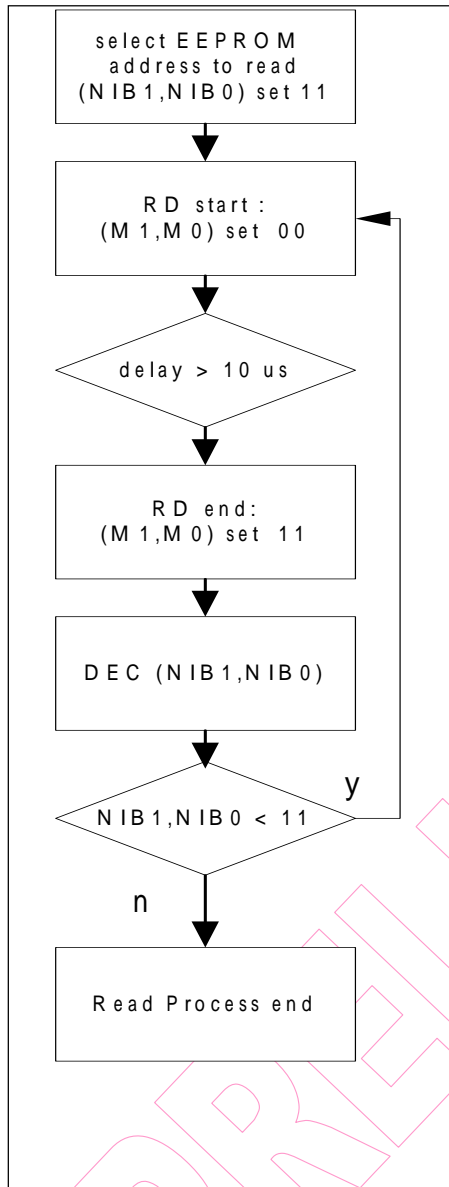 select EEPROM
address to read
(NIB1,NIB0) set 11
RD start :
(M1,M0) set 00
delay > 10 us
RD end:
(M1,M0) set 11
DEC (NIB1,NIB0)
y
NIB1,NIB0 < 11
n
Read Process end